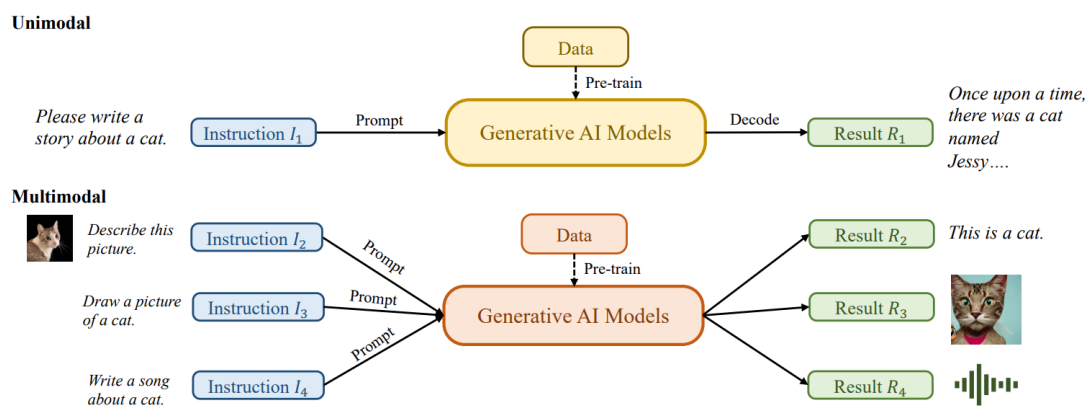 Unimodal
Data
Pre-train
Please write a
story about a cat.
Instruction I1
Prompt
Generative AI Models
Decode
Result R1
Once upon a time,
there was a cat
named
Jessy….
Multimodal
Describe this
picture.
Instruction I2
Prompt
Data
Pre-train
Result R2
This is a cat.
Draw a picture
of a cat.
Instruction I3
Prompt
Generative AI Models
Result R3
Write a song
about a cat.
Instruction I4
Prompt
Result R4